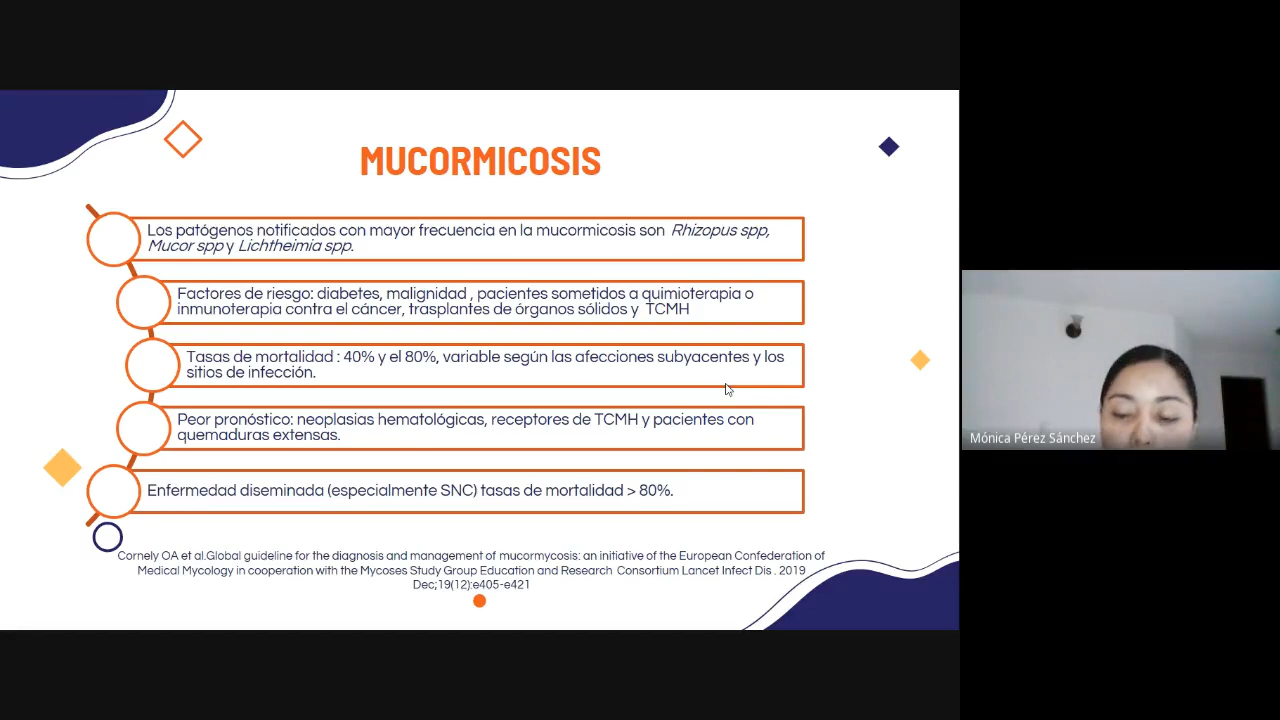 MUCORMICOSIS
Los patógenos notificados con mayor frecuencia en la mucormicosis son Rhizopus spp,
Mucor spp y Lichtheimia spp.
Factores de riesgo: diabetes, malignidad , pacientes sometidos a quimioterapia o
inmunoterapia contra el cáncer, trasplantes de órganos sólidos y TCMH
Tasas de mortalidad : 40% y el 80%, variable según las afecciones subyacentes y los
sitios de infección.
Peor pronóstico: neoplasias hematológicas, receptores de TCMH y pacientes con
quemaduras extensas.
Enfermedad diseminada (especialmente SNC) tasas de mortalidad > 80%.
Cornely OA et al.Global guideline for the diagnosis and management of mucormycosis: an initiative of the European Confederation of
Medical Mycology in cooperation with the Mycoses Study Group Education and Research Consortium Lancet Infect Dis . 2019
Dec;19(12):e405-e421
Mónica Pérez Sánchez